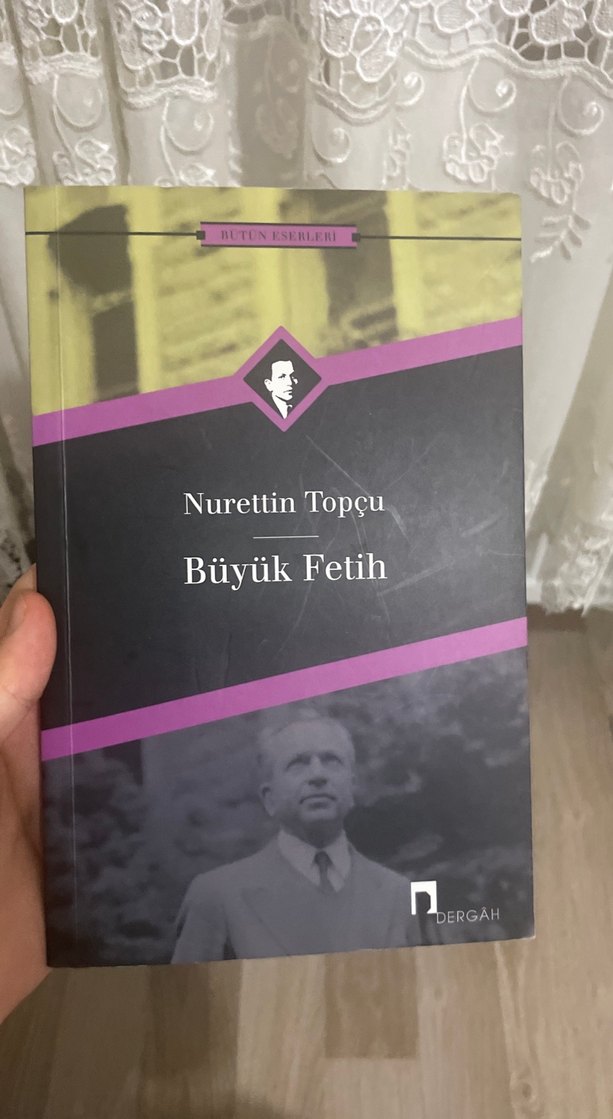 BÜTÜN ESERLERİ
Nurettin Topçu
Büyük Fetih
DERGÂH